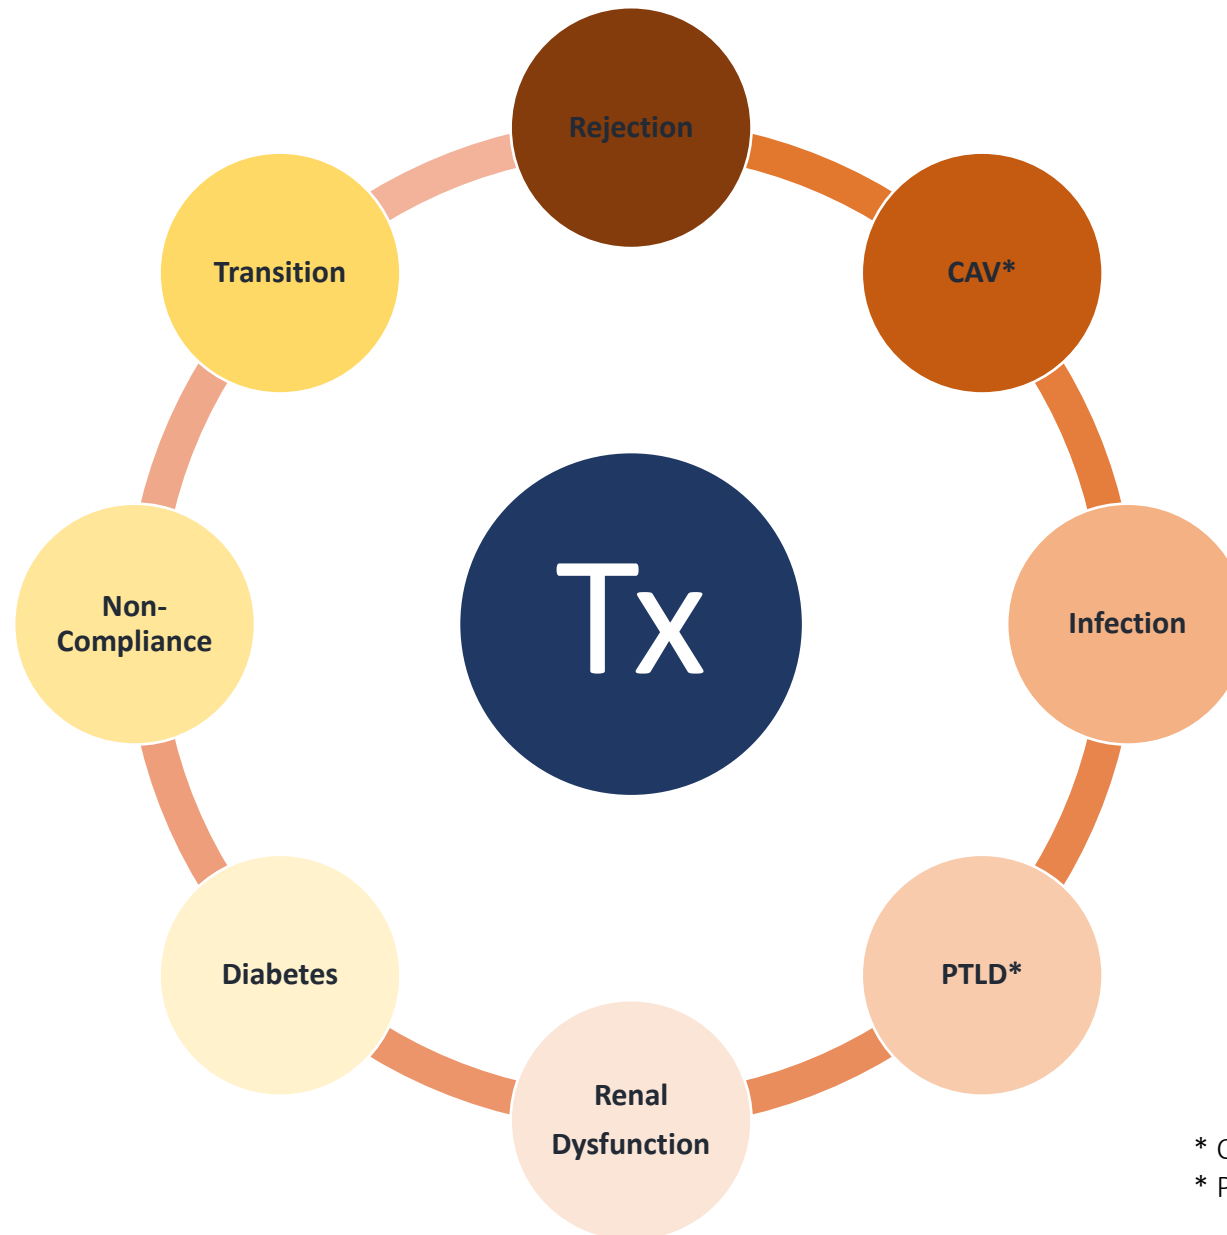 Rejection
Transition
CAV*
Non-
Compliance
Tx
Infection
Diabetes
PTLD*
Renal
Dysfunction
*
*